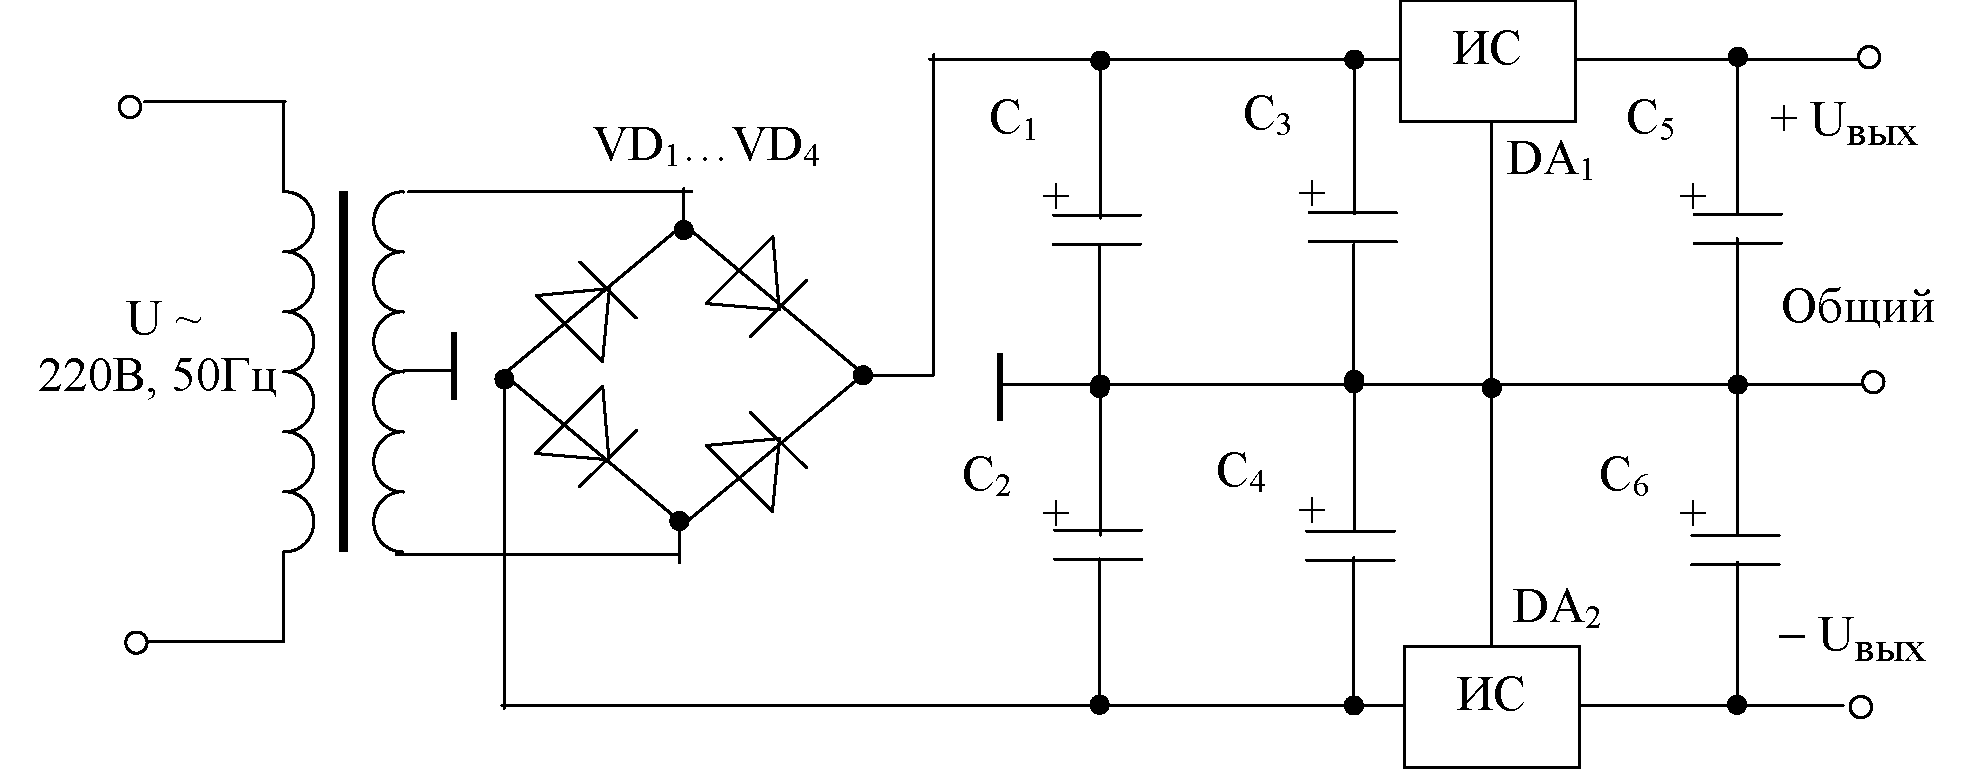 ИС
C₁
C₃
C₅
+ Uвых
VD₁…VD₄
DA₁
U ~
220В, 50Гц
+
+
+
Общий
C₂
C₄
C₆
+
+
+
DA₂
– Uвых
ИС